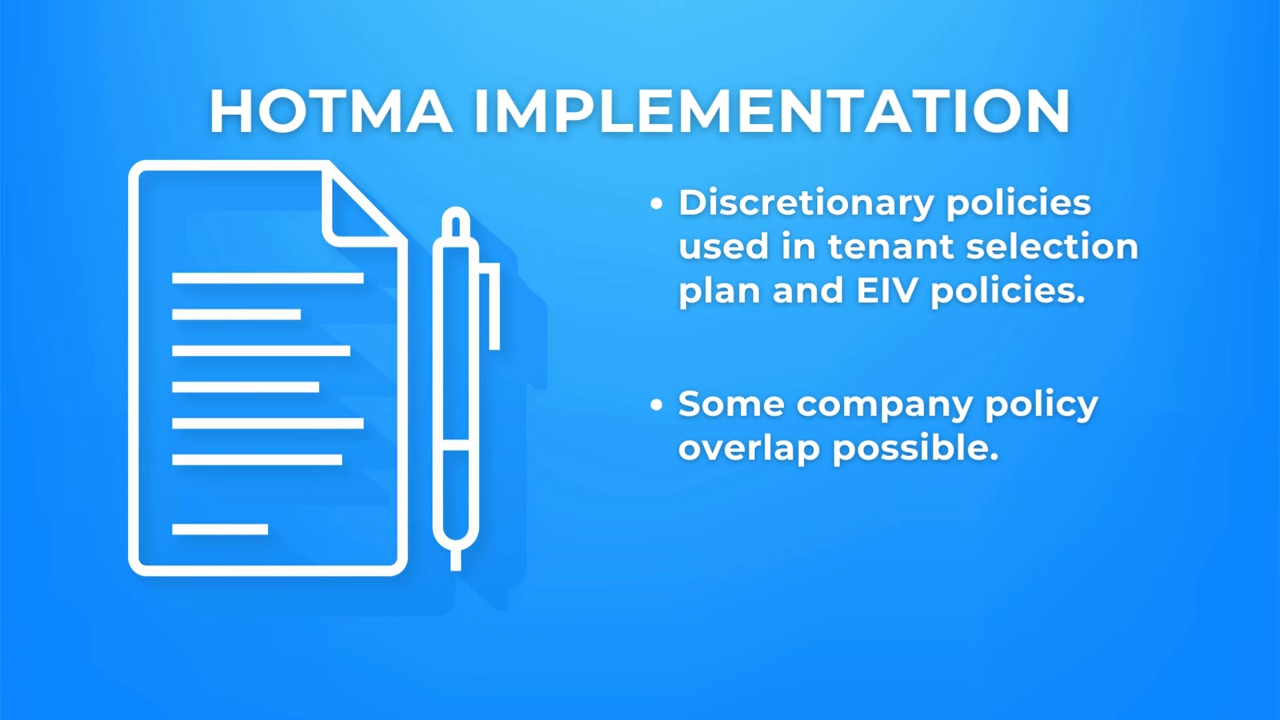 HOTMA IMPLEMENTATION
• Discretionary policies
used in tenant selection
plan and EIV policies.
• Some company policy
overlap possible.